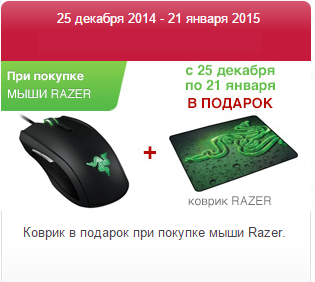 25 декабря 2014 - 21 января 2015
При покупке
МЫШИ RAZER
с 25 декабря
по 21 января
В ПОДАРОК
коврик RAZER
Коврик в подарок при покупке мыши Razer.